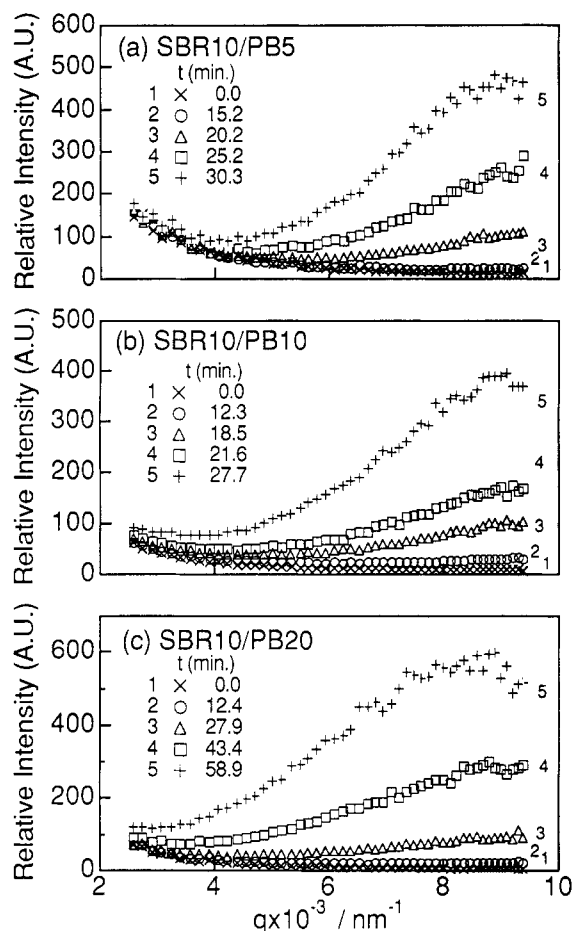 600
500
400
300
200
100
0
Relative Intensity (A.U.)
(a) SBR10/PB5
t (min.)
1 × 0.0
2 ○ 15.2
3 △ 20.2
4 □ 25.2
5 + 30.3
5
4
3
2 1
500
400
300
200
100
0
Relative Intensity (A.U.)
(b) SBR10/PB10
t (min.)
1 × 0.0
2 ○ 12.3
3 △ 18.5
4 □ 21.6
5 + 27.7
5
4
3
2 1
600
400
200
0
Relative Intensity (A.U.)
(c) SBR10/PB20
t (min.)
1 × 0.0
2 ○ 12.4
3 △ 27.9
4 □ 43.4
5 + 58.9
5
4
3
2 1
2 4 6 8 10
qx10⁻³ / nm⁻¹